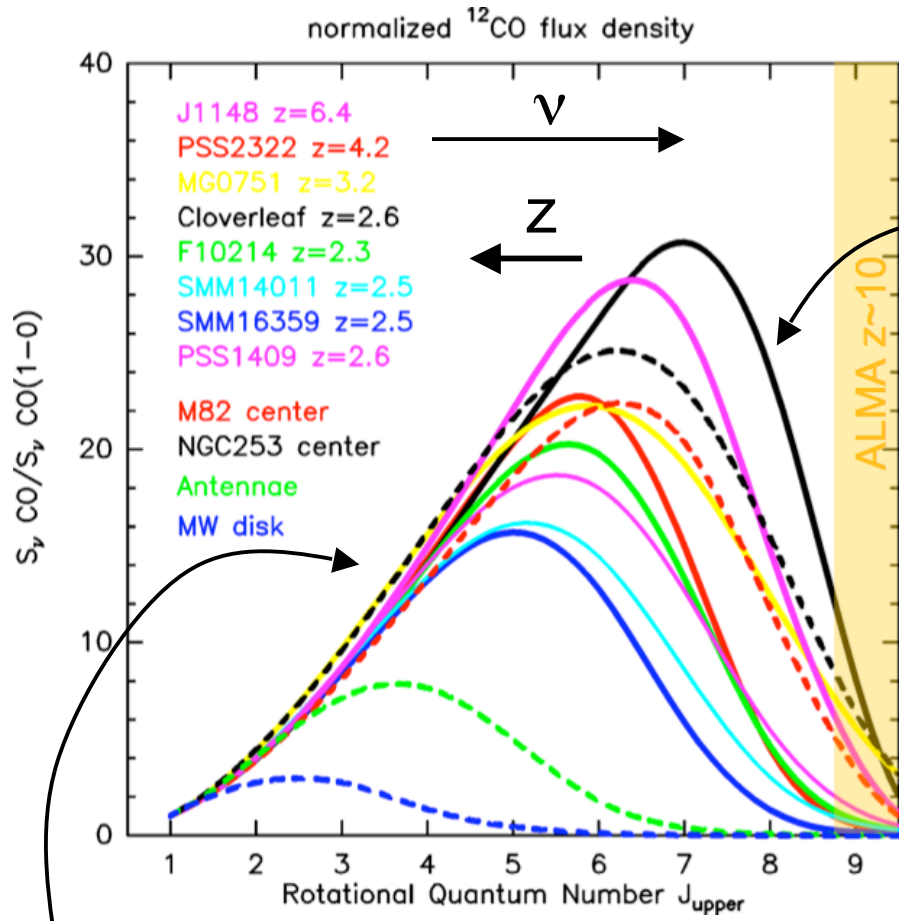 normalized ¹²CO flux density
40
30
20
10
0
S_ν CO/S_ν CO(1-0)
J1148 z=6.4
PSS2322 z=4.2
MG0751 z=3.2
Cloverleaf z=2.6
F10214 z=2.3
SMM14011 z=2.5
SMM16359 z=2.5
PSS1409 z=2.6
M82 center
NGC253 center
Antennae
MW disk
ν
z
ALMA z~10
1 2 3 4 5 6 7 8 9
Rotational Quantum Number J_upper